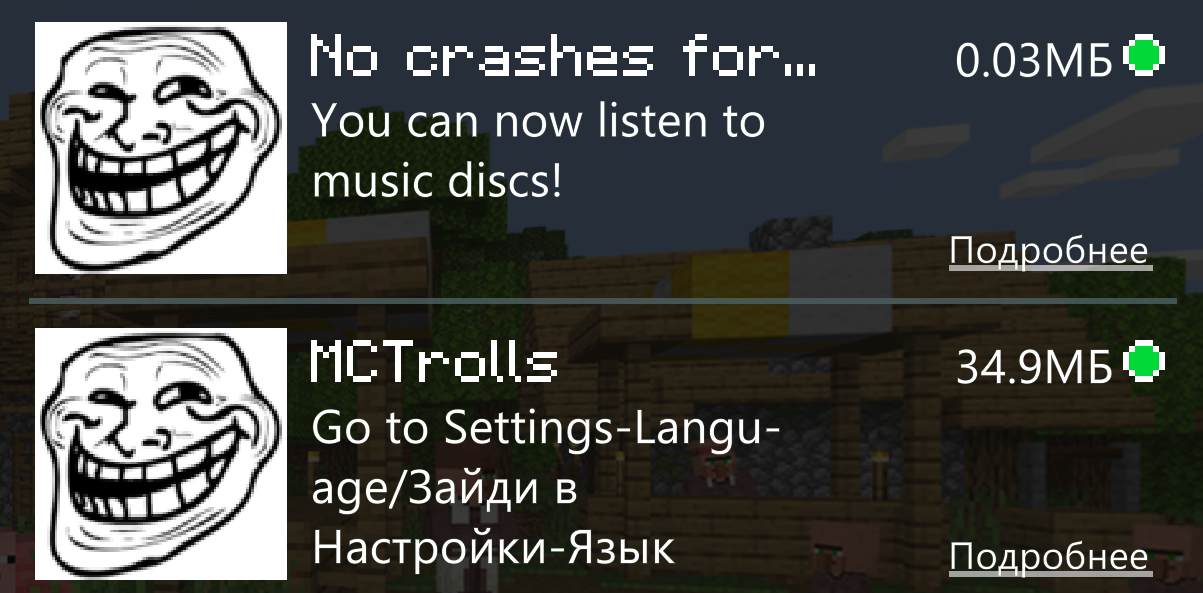 No crashes for...
0.03МБ
You can now listen to
music discs!
Подробнее
MCTrolls
34.9МБ
Go to Settings-Langu-
age/Зайди в
Настройки-Язык
Подробнее